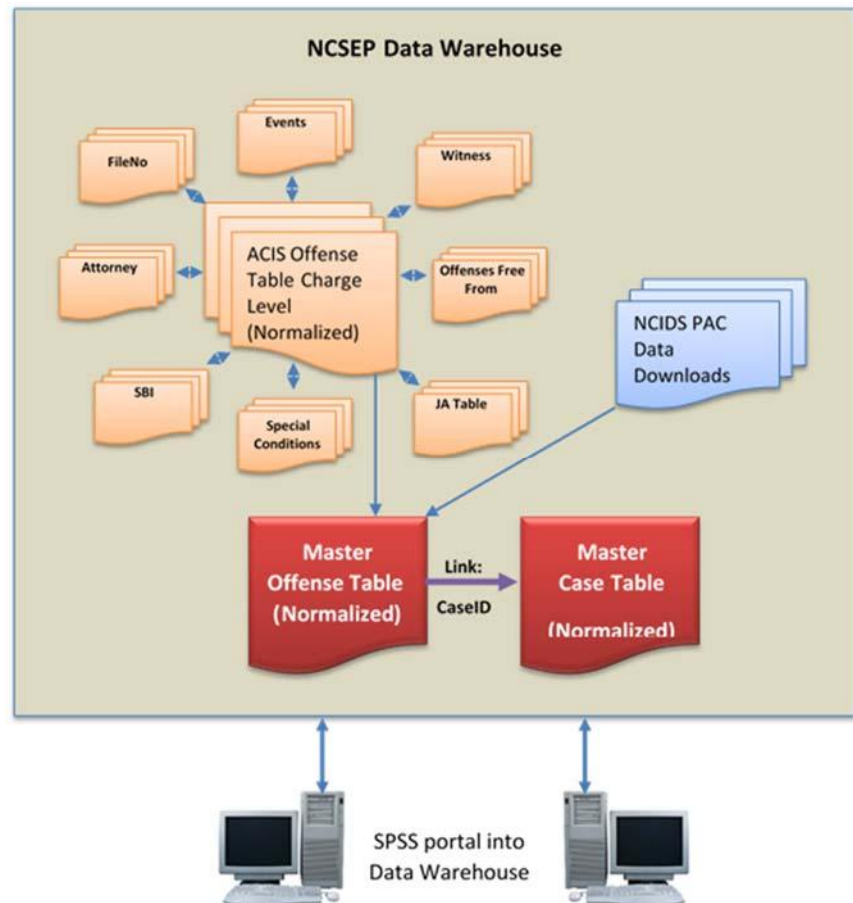 NCSEP Data Warehouse
Events
FileNo
Witness
ACIS Offense
Table Charge
Level
(Normalized)
Attorney
Offenses Free
From
NCIDS PAC
Data
Downloads
SBI
Special
Conditions
JA Table
Master
Offense Table
(Normalized)
Link:
CaseID
Master
Case Table
(Normalized)
SPSS portal into
Data Warehouse